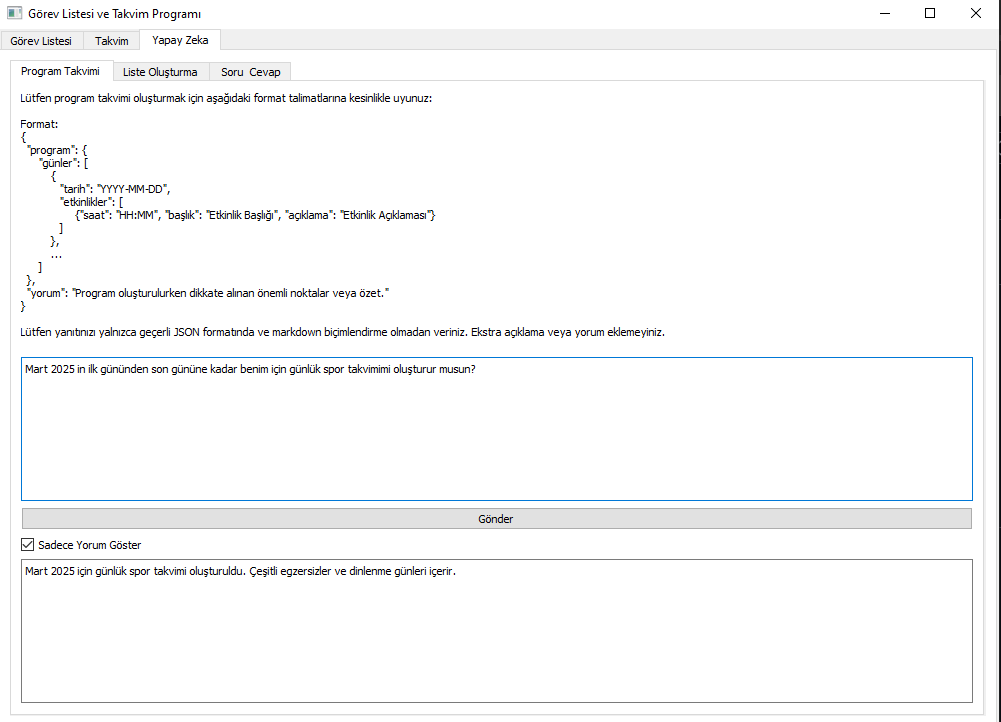 Görev Listesi ve Takvim Programı
Görev Listesi Takvim Yapay Zeka
Program Takvimi Liste Oluşturma Soru Cevap
Lütfen program takvimi oluşturmak için aşağıdaki format talimatlarına kesinlikle uyunuz:
Format:
{
"program": {
"günler": [
{
"tarih": "YYYY-MM-DD",
"etkinlikler": [
{"saat": "HH:MM", "başlık": "Etkinlik Başlığı", "açıklama": "Etkinlik Açıklaması"}
]
},
...
]
},
"yorum": "Program oluşturulurken dikkate alınan önemli noktalar veya özet."
}
Lütfen yanıtınızı yalnızca geçerli JSON formatında ve markdown biçimlendirme olmadan veriniz. Ekstra açıklama veya yorum eklemeyiniz.
Mart 2025 in ilk gününden son gününe kadar benim için günlük spor takvimimi oluşturur musun?
Gönder
Sadece Yorum Göster
Mart 2025 için günlük spor takvimi oluşturuldu. Çeşitli egzersizler ve dinlenme günleri içerir.